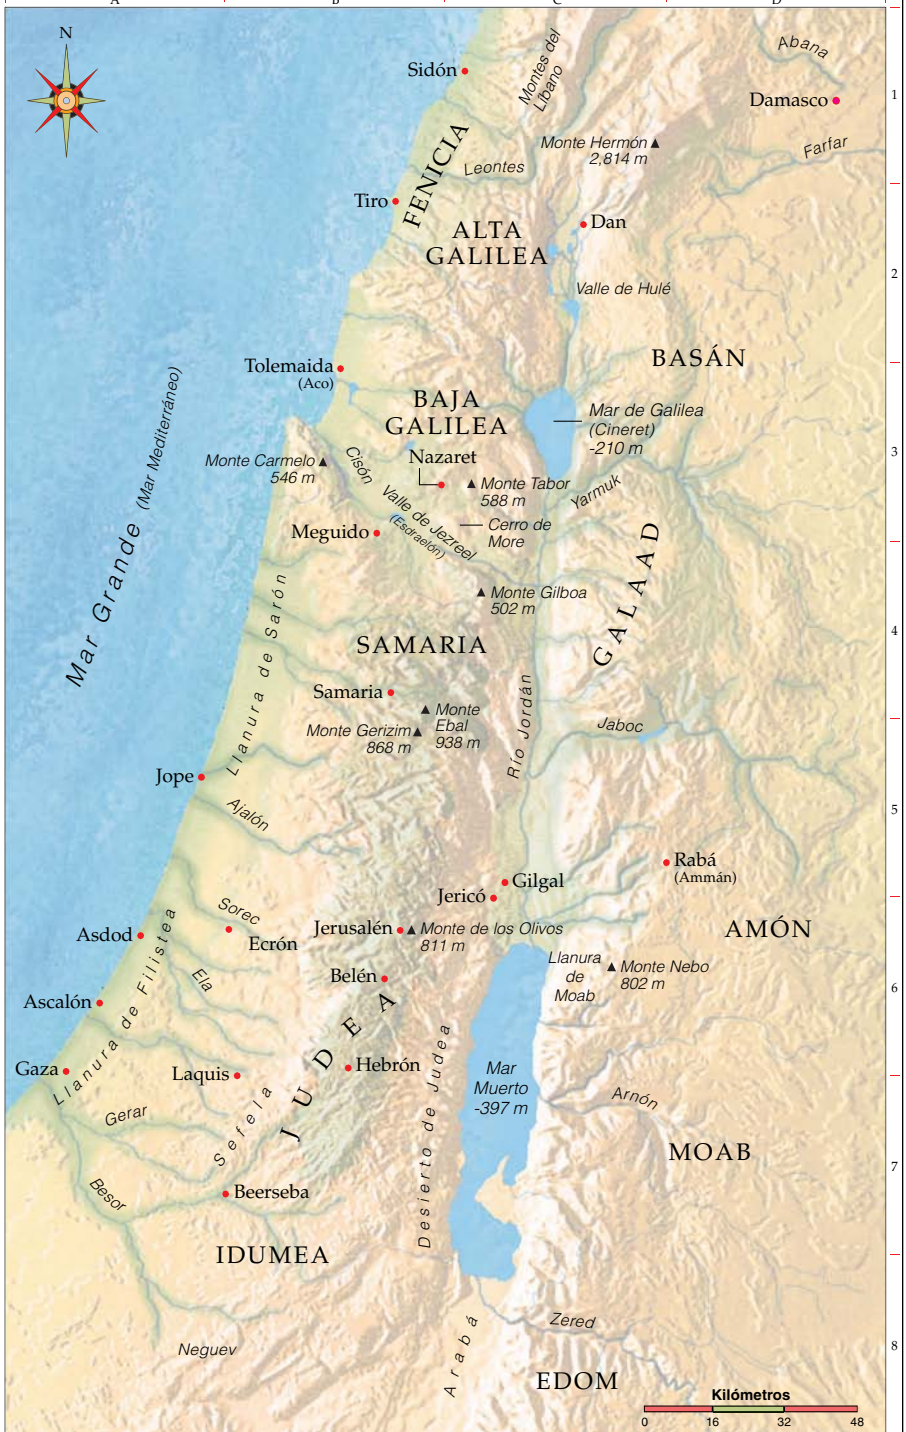 A B C D
N
Abana
Sidón
Montes del
Líbano
1
Damasco
Monte Hermón
2,814 m
Farfar
FENICIA
Leontes
Tiro
Dan
ALTA
GALILEA
2
Valle de Hulé
BASÁN
Tolemaida
(Aco)
BAJA
GALILEA
Mar de Galilea
(Cineret)
-210 m
Mar Grande (Mar Mediterráneo)
3
Nazaret
Monte Carmelo
546 m
Cisón
Monte Tabor
588 m
Yarmuk
Valle de Jezreel
(Esdraelón)
Cerro de
More
Meguido
GALAAD
Monte Gilboa
502 m
Llanura de Sarón
4
SAMARIA
Samaria
Monte
Ebal
938 m
Monte Gerizim
868 m
Río Jordán
Jaboc
Jope
Ajalón
5
Rabá
(Ammán)
Gilgal
Jericó
Sorec
Asdod
Ecrón
Jerusalén
Monte de los Olivos
811 m
AMÓN
Llanura
de
Moab
Monte Nebo
802 m
Belén
Ela
6
Ascalón
Llanura de Filistea
JUDEA
Desierto de Judea
Gaza
Laquis
Hebrón
Mar
Muerto
-397 m
Arnón
Gerar
Sefela
MOAB
7
Besor
Beerseba
IDUMEA
Zered
Neguev
Arabá
8
EDOM
Kilómetros
0 16 32 48